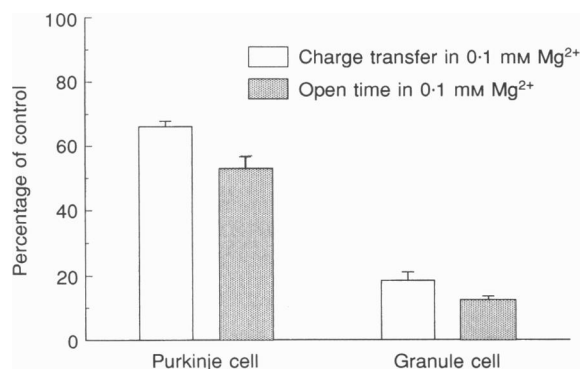 100
80
60
40
20
0
Percentage of control
Charge transfer in 0·1 mM Mg²⁺
Open time in 0·1 mM Mg²⁺
Purkinje cell
Granule cell